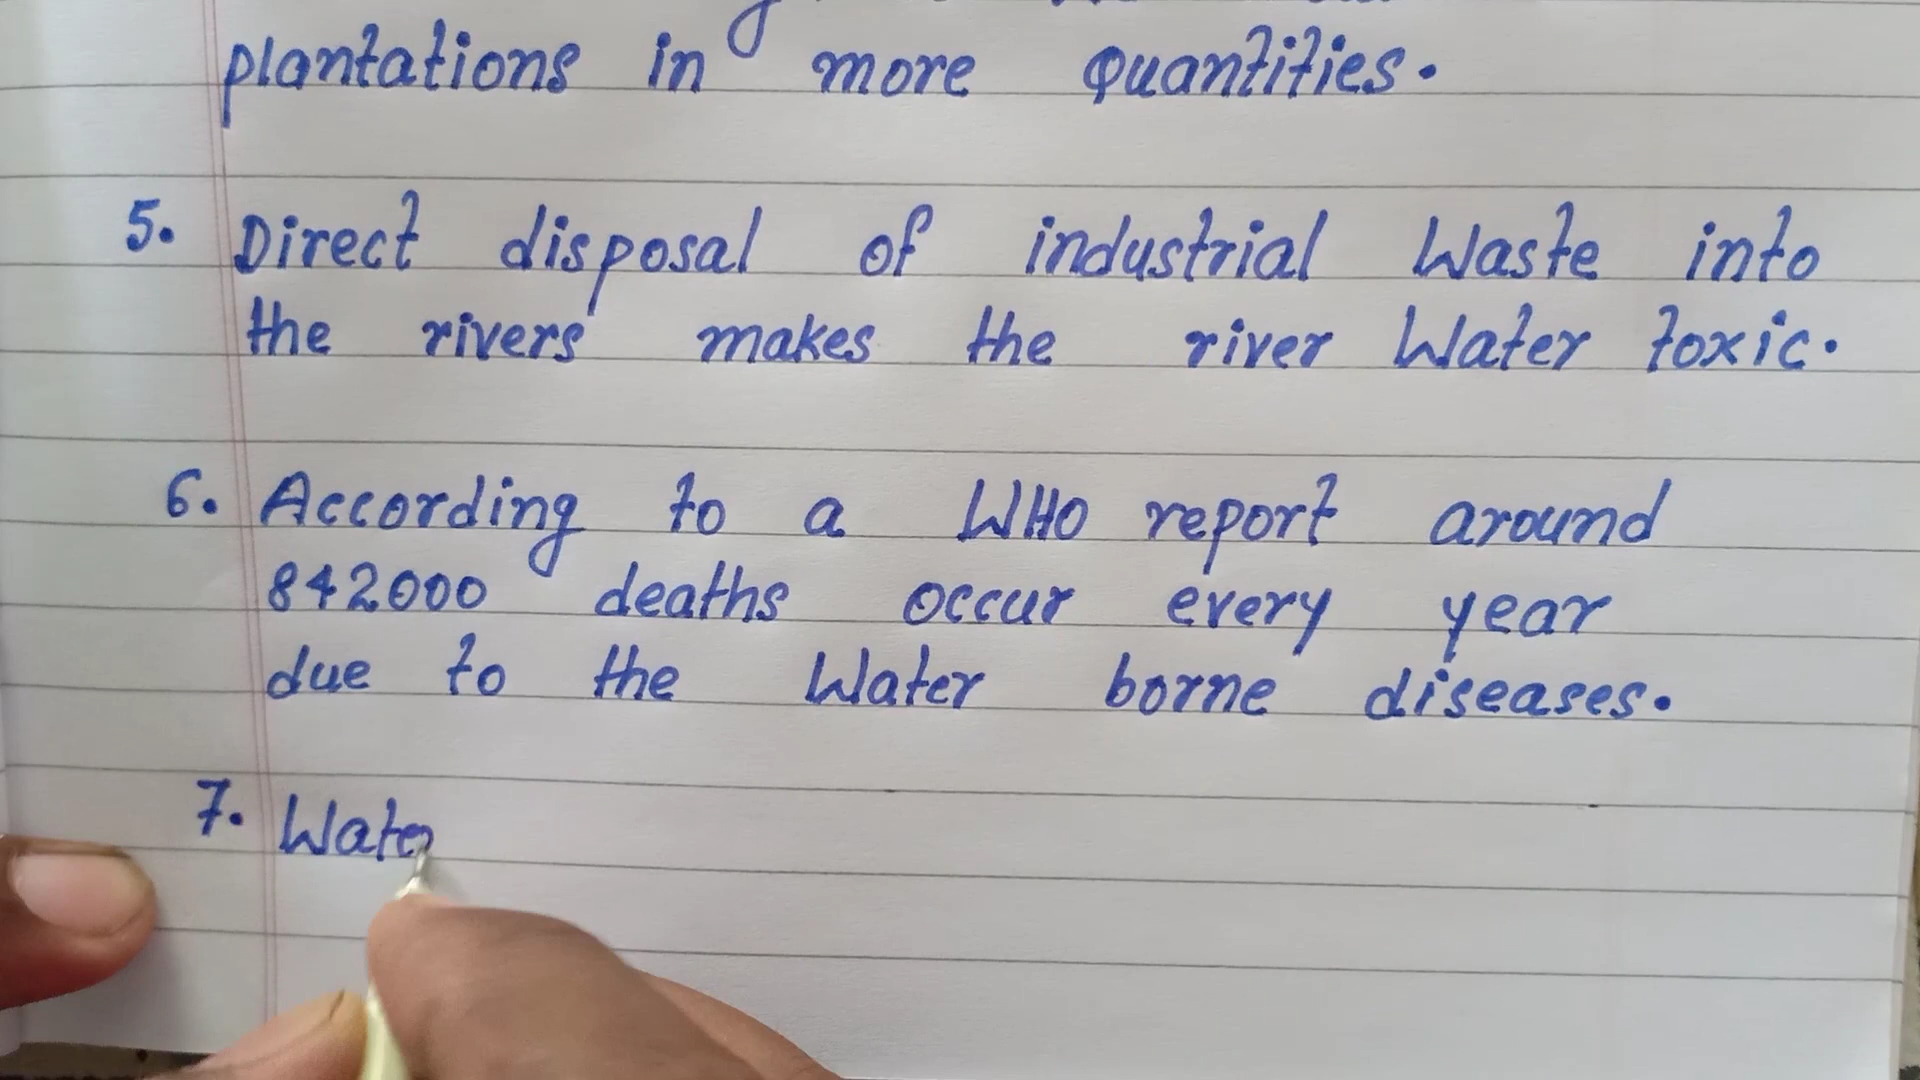 plantations in more Quantities.
5. Direct disposal of industrial Waste into
the rivers makes the river Water toxic.
6. According to a WHO report around
842000 deaths occur every year
due to the Water borne diseases.
7. Water